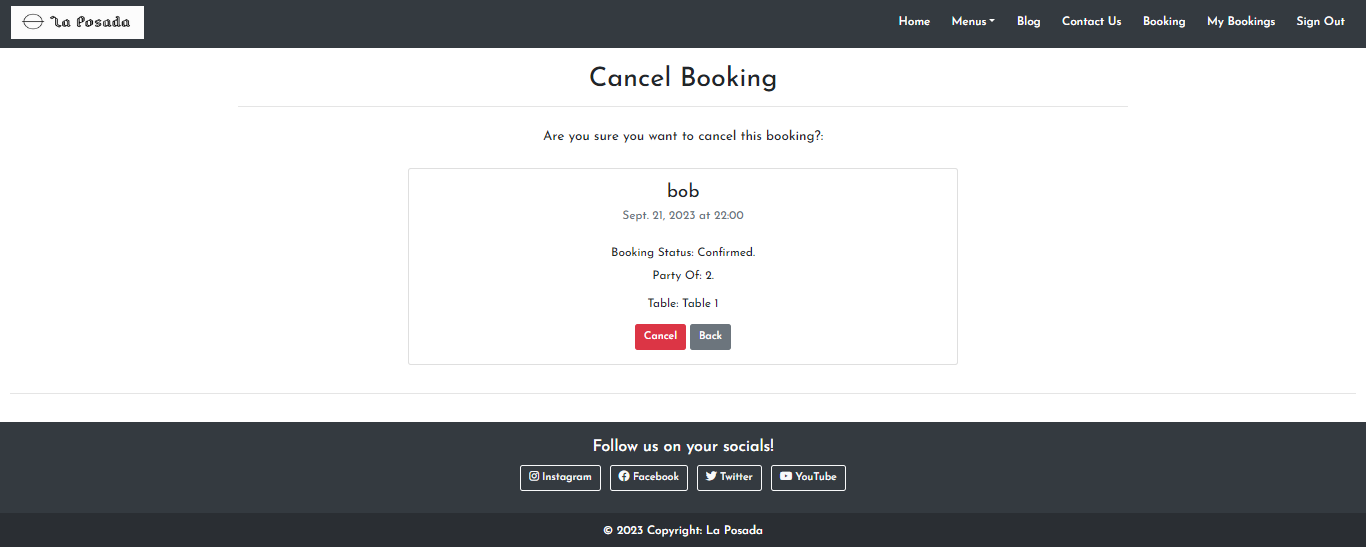 La Posada
Home Menus Blog Contact Us Booking My Bookings Sign Out
Cancel Booking
Are you sure you want to cancel this booking?:
bob
Sept. 21, 2023 at 22:00
Booking Status: Confirmed.
Party Of: 2.
Table: Table 1
Cancel Back
Follow us on your socials!
Instagram Facebook Twitter YouTube
© 2023 Copyright: La Posada